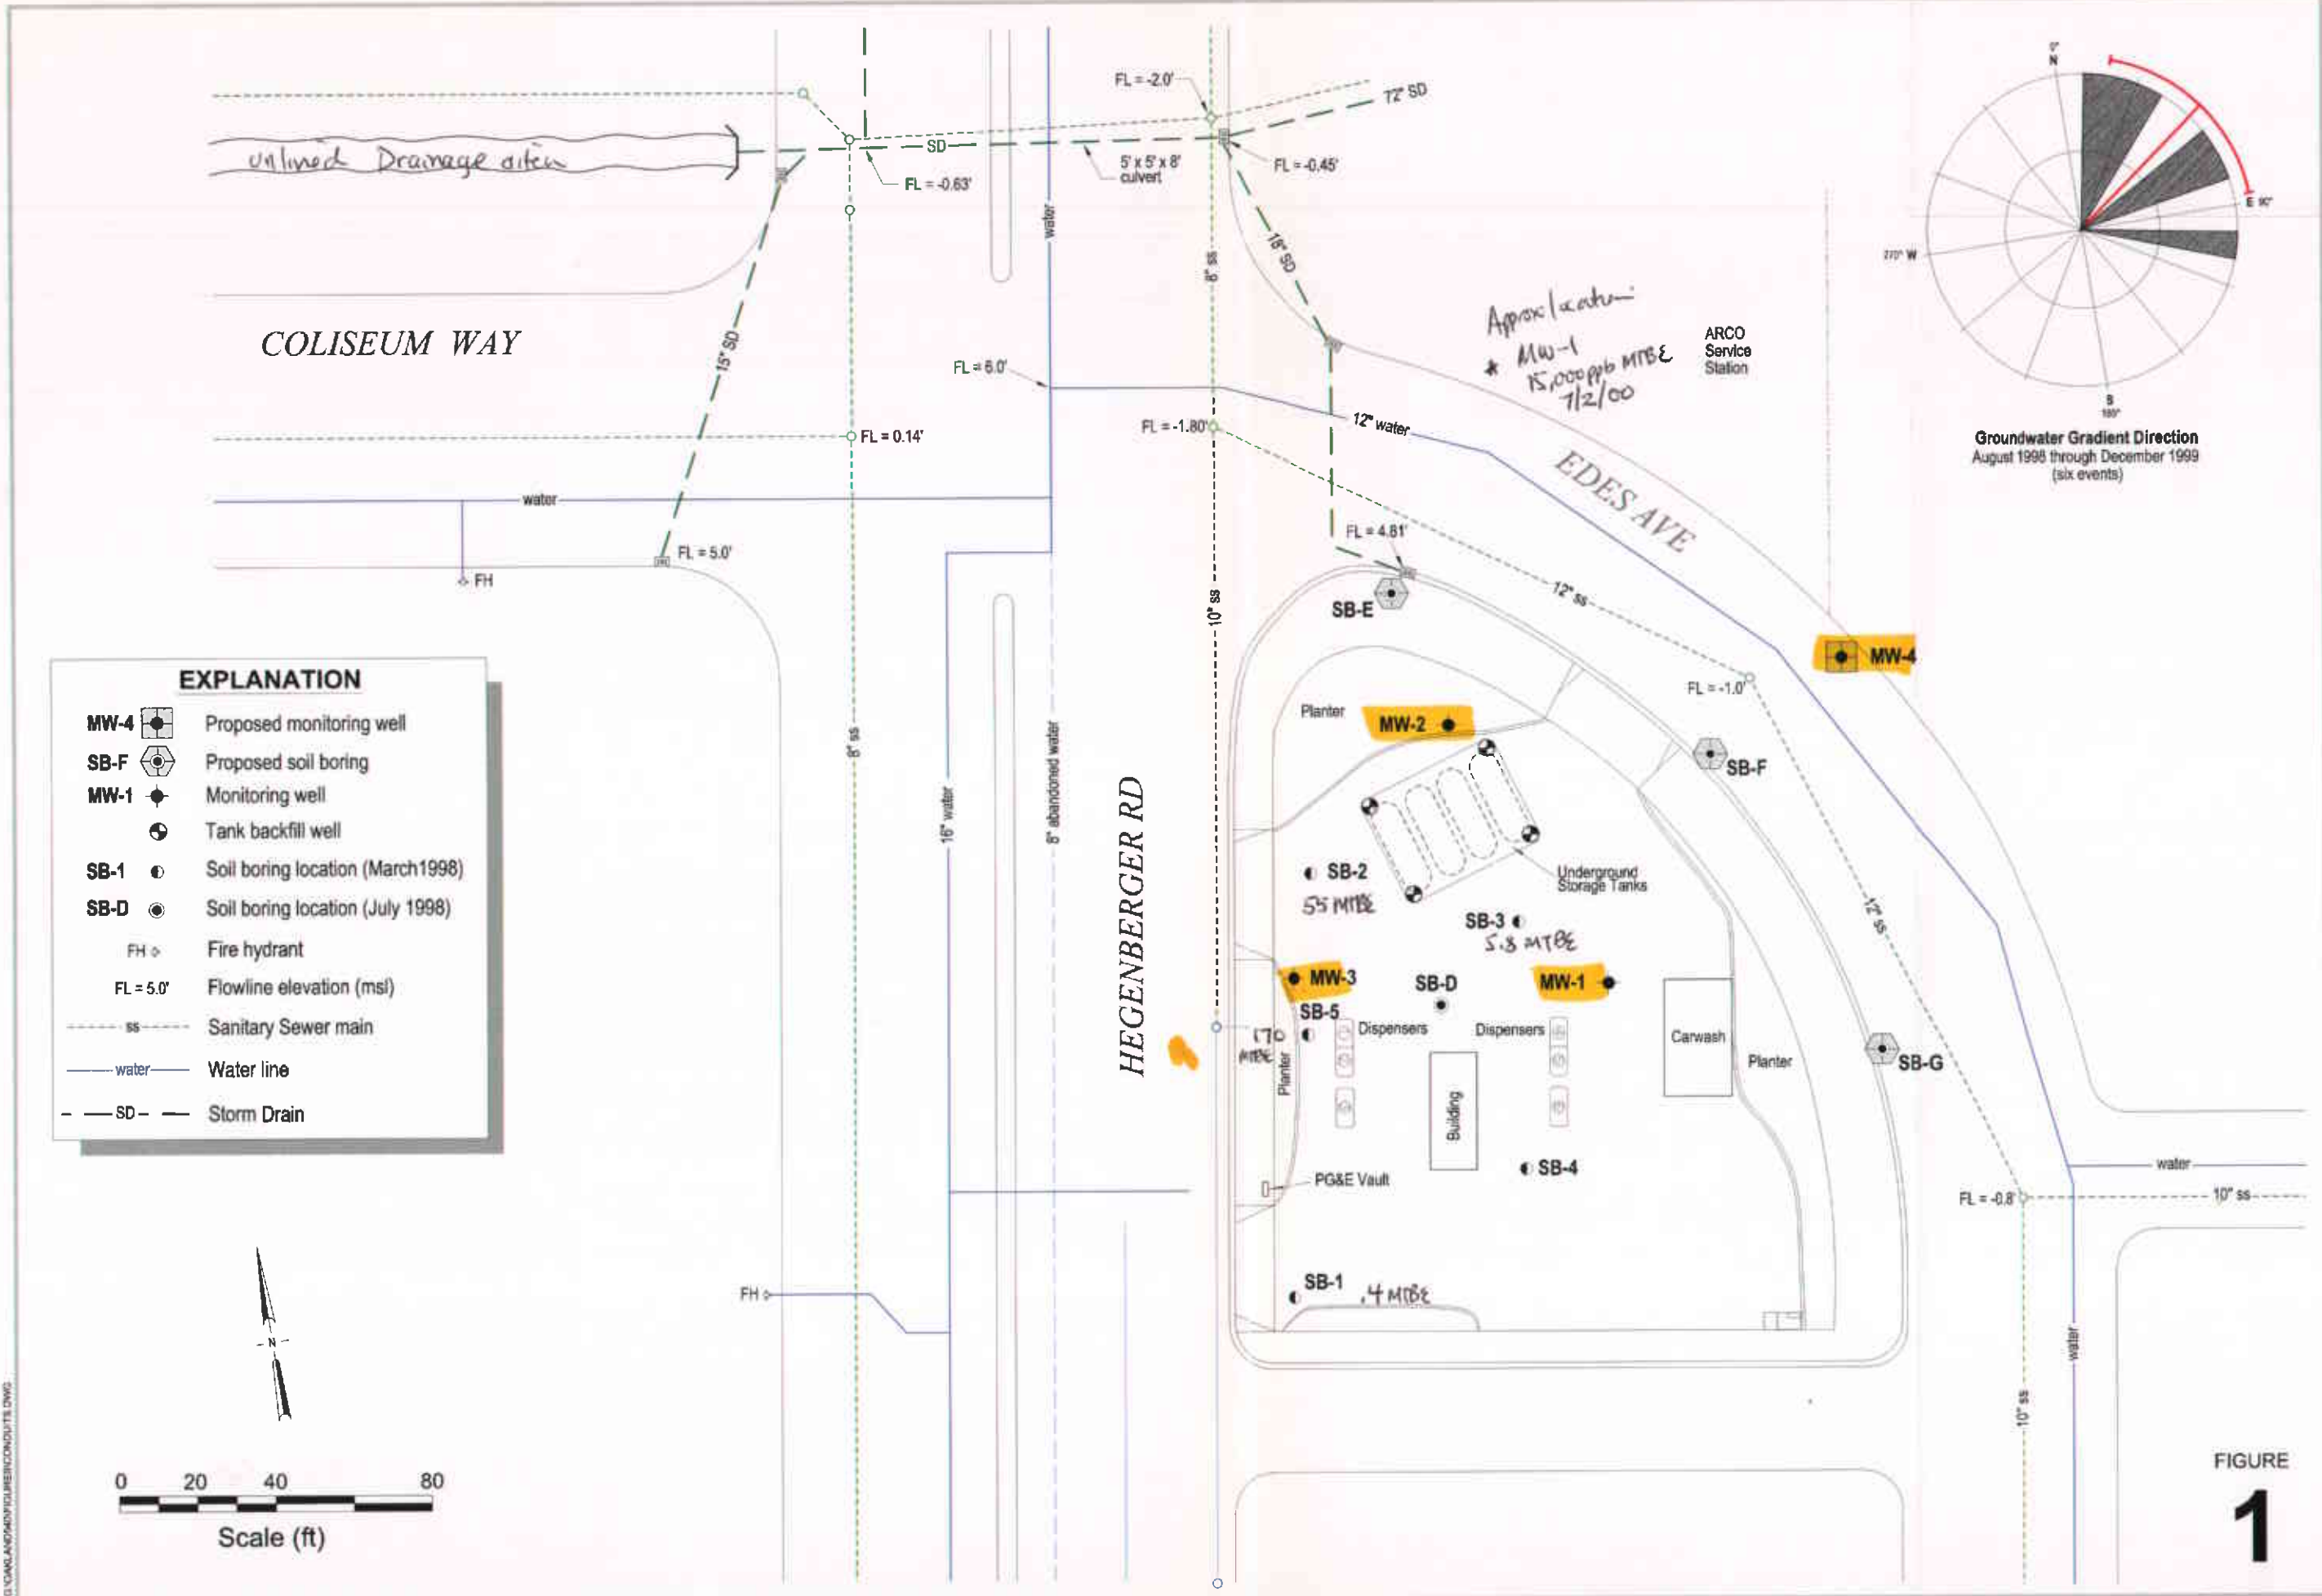 FL = -2.0'
72" SD
unlined Drainage ditch
SD
5' x 5' x 8'
culvert
FL = -0.45'
FL = -0.63'
water
8" ss
18" SD
0°
N
E 90°
270° W
S
180°
Groundwater Gradient Direction
August 1998 through December 1999
(six events)
COLISEUM WAY
15" SD
FL = 6.0'
Approx location
* MW-1
15,000 ppb MTBE
7/2/00
ARCO
Service
Station
FL = 0.14'
FL = -1.80'
12" water
EDES AVE
water
FL = 5.0'
FH
FL = 4.81'
10" ss
SB-E
12" ss
MW-4
FL = -1.0'
EXPLANATION
MW-4 Proposed monitoring well
SB-F Proposed soil boring
MW-1 Monitoring well
Tank backfill well
SB-1 Soil boring location (March1998)
SB-D Soil boring location (July 1998)
FH Fire hydrant
FL = 5.0' Flowline elevation (msl)
ss Sanitary Sewer main
water Water line
SD Storm Drain
8" ss
16" water
8" abandoned water
HEGENBERGER RD
Planter
MW-2
SB-F
SB-2
55 MTBE
Underground
Storage Tanks
SB-3
5.8 MTBE
12" ss
MW-3
SB-D
MW-1
SB-5
170
MTBE
Dispensers
Dispensers
Carwash
Planter
SB-G
Planter
Building
PG&E Vault
SB-4
water
FL = -0.8'
10" ss
SB-1
.4 MTBE
FH
water
10" ss
N
0 20 40 80
Scale (ft)
FIGURE
1